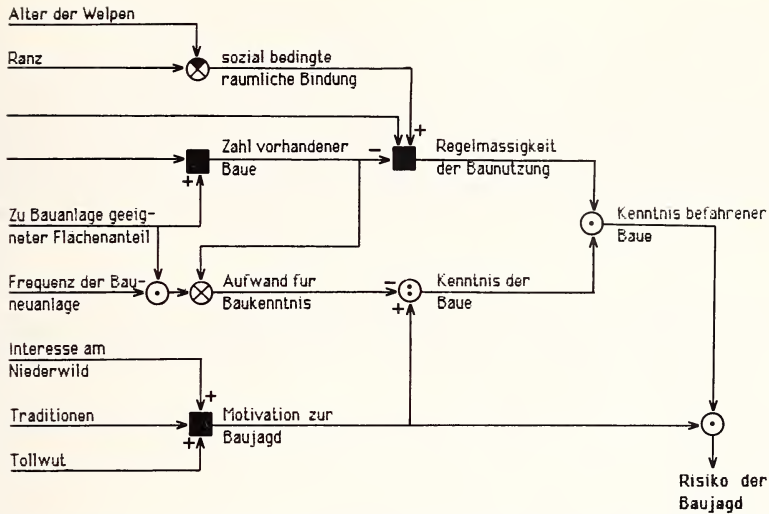 Alter der Welpen
Ranz
sozial bedingte
raumliche Bindung
+
Zahl vorhandener
Baue
−
Regelmassigkeit
der Baunutzung
+
Zu Bauanlage geeig-
neter Flächenanteil
Kenntnis befahrener
Baue
Frequenz der Bau-
neuanlage
Aufwand fur
Baukenntnis
−
+
Kenntnis der
Baue
Interesse am
Niederwild
+
Traditionen
+
Motivation zur
Baujagd
Tollwut
Risiko der
Baujagd